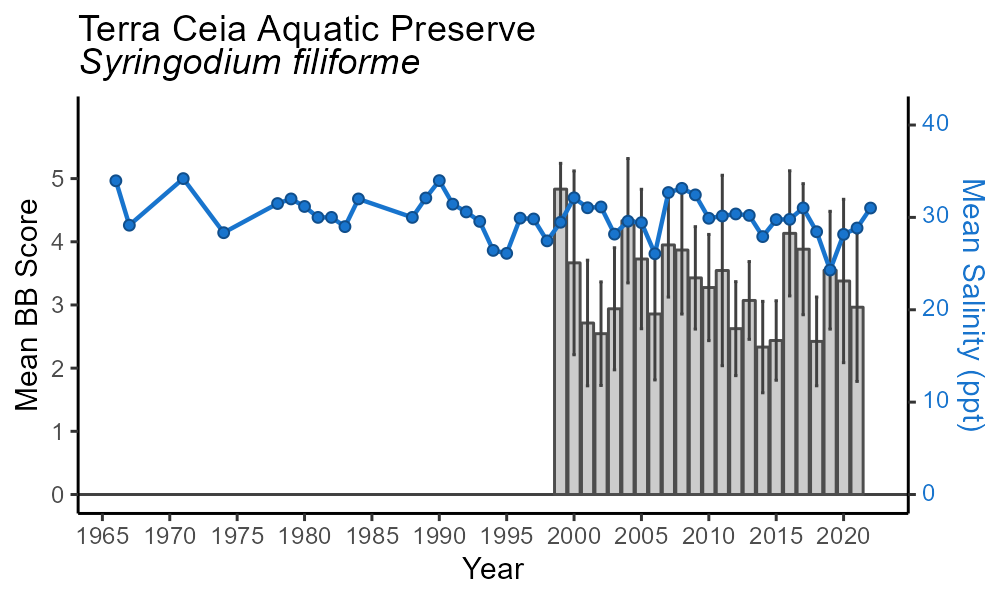 Terra Ceia Aquatic Preserve
Syringodium filiforme
Mean BB Score
5
4
3
2
1
0
40
30
20
10
0
Mean Salinity (ppt)
1965 1970 1975 1980 1985 1990 1995 2000 2005 2010 2015 2020
Year